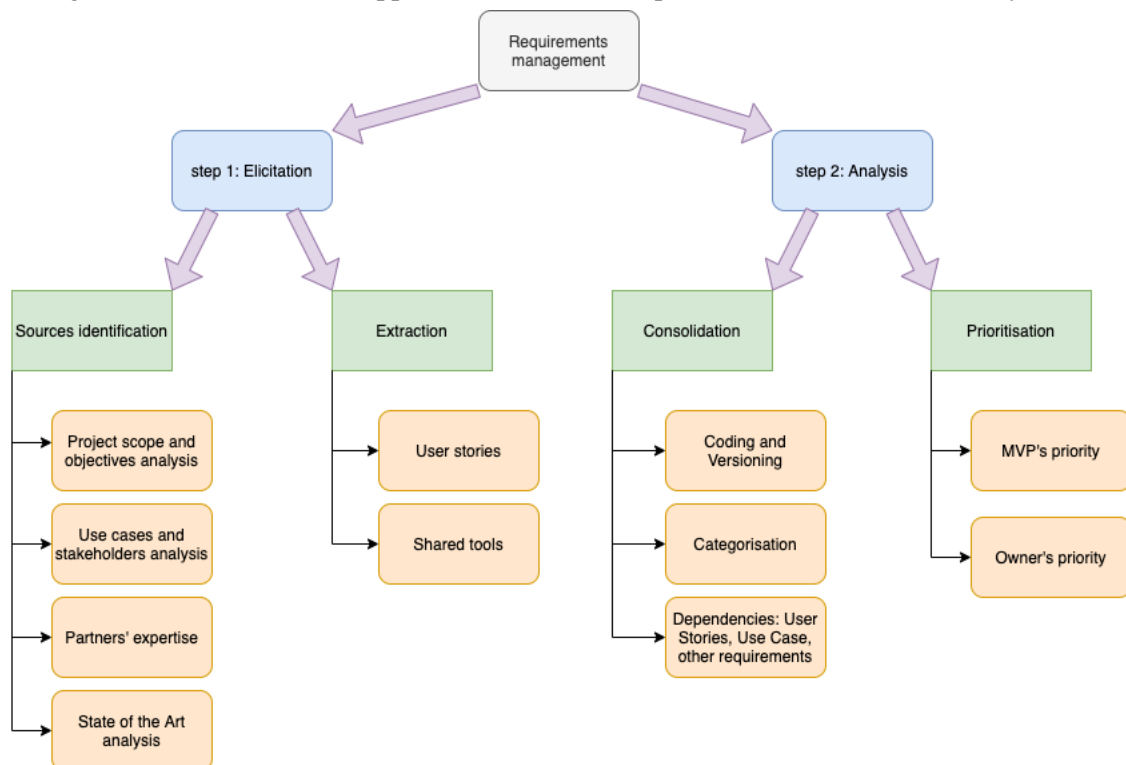 Requirements
management
step 1: Elicitation
step 2: Analysis
Sources identification
Extraction
Consolidation
Prioritisation
Project scope and
objectives analysis
User stories
Coding and
Versioning
MVP's priority
Use cases and
stakeholders analysis
Shared tools
Categorisation
Owner's priority
Partners' expertise
Dependencies: User
Stories, Use Case,
other requirements
State of the Art
analysis